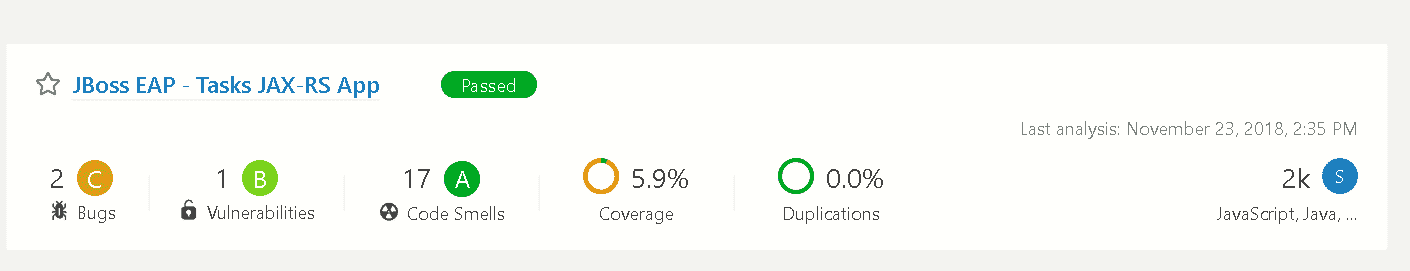 JBoss EAP - Tasks JAX-RS App Passed
Last analysis: November 23, 2018, 2:35 PM
2 C 1 B 17 A 5.9% 0.0% 2k S
Bugs Vulnerabilities Code Smells Coverage Duplications JavaScript, Java, ...